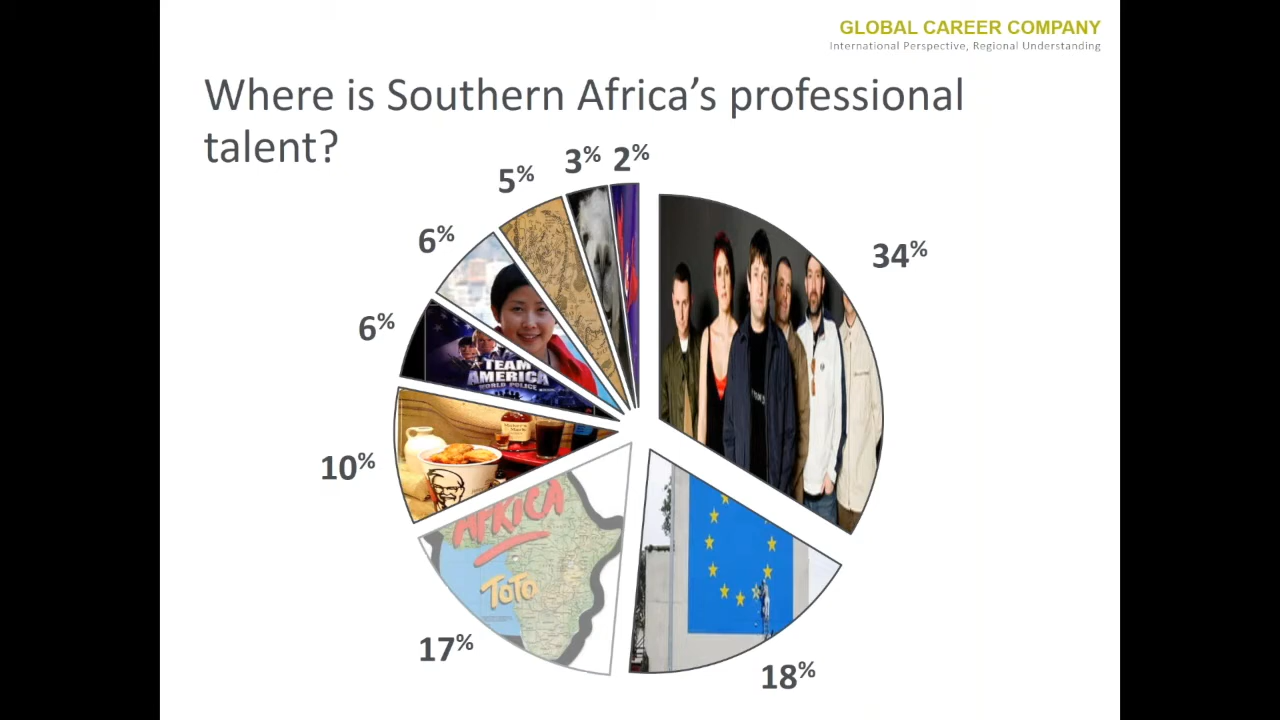 GLOBAL CAREER COMPANY
International Perspective, Regional Understanding
Where is Southern Africa’s professional
talent?
3% 2%
5%
6%
34%
6%
TEAM
AMERICA
WORLD POLICE
10%
AFRICA
TOTO
17%
18%